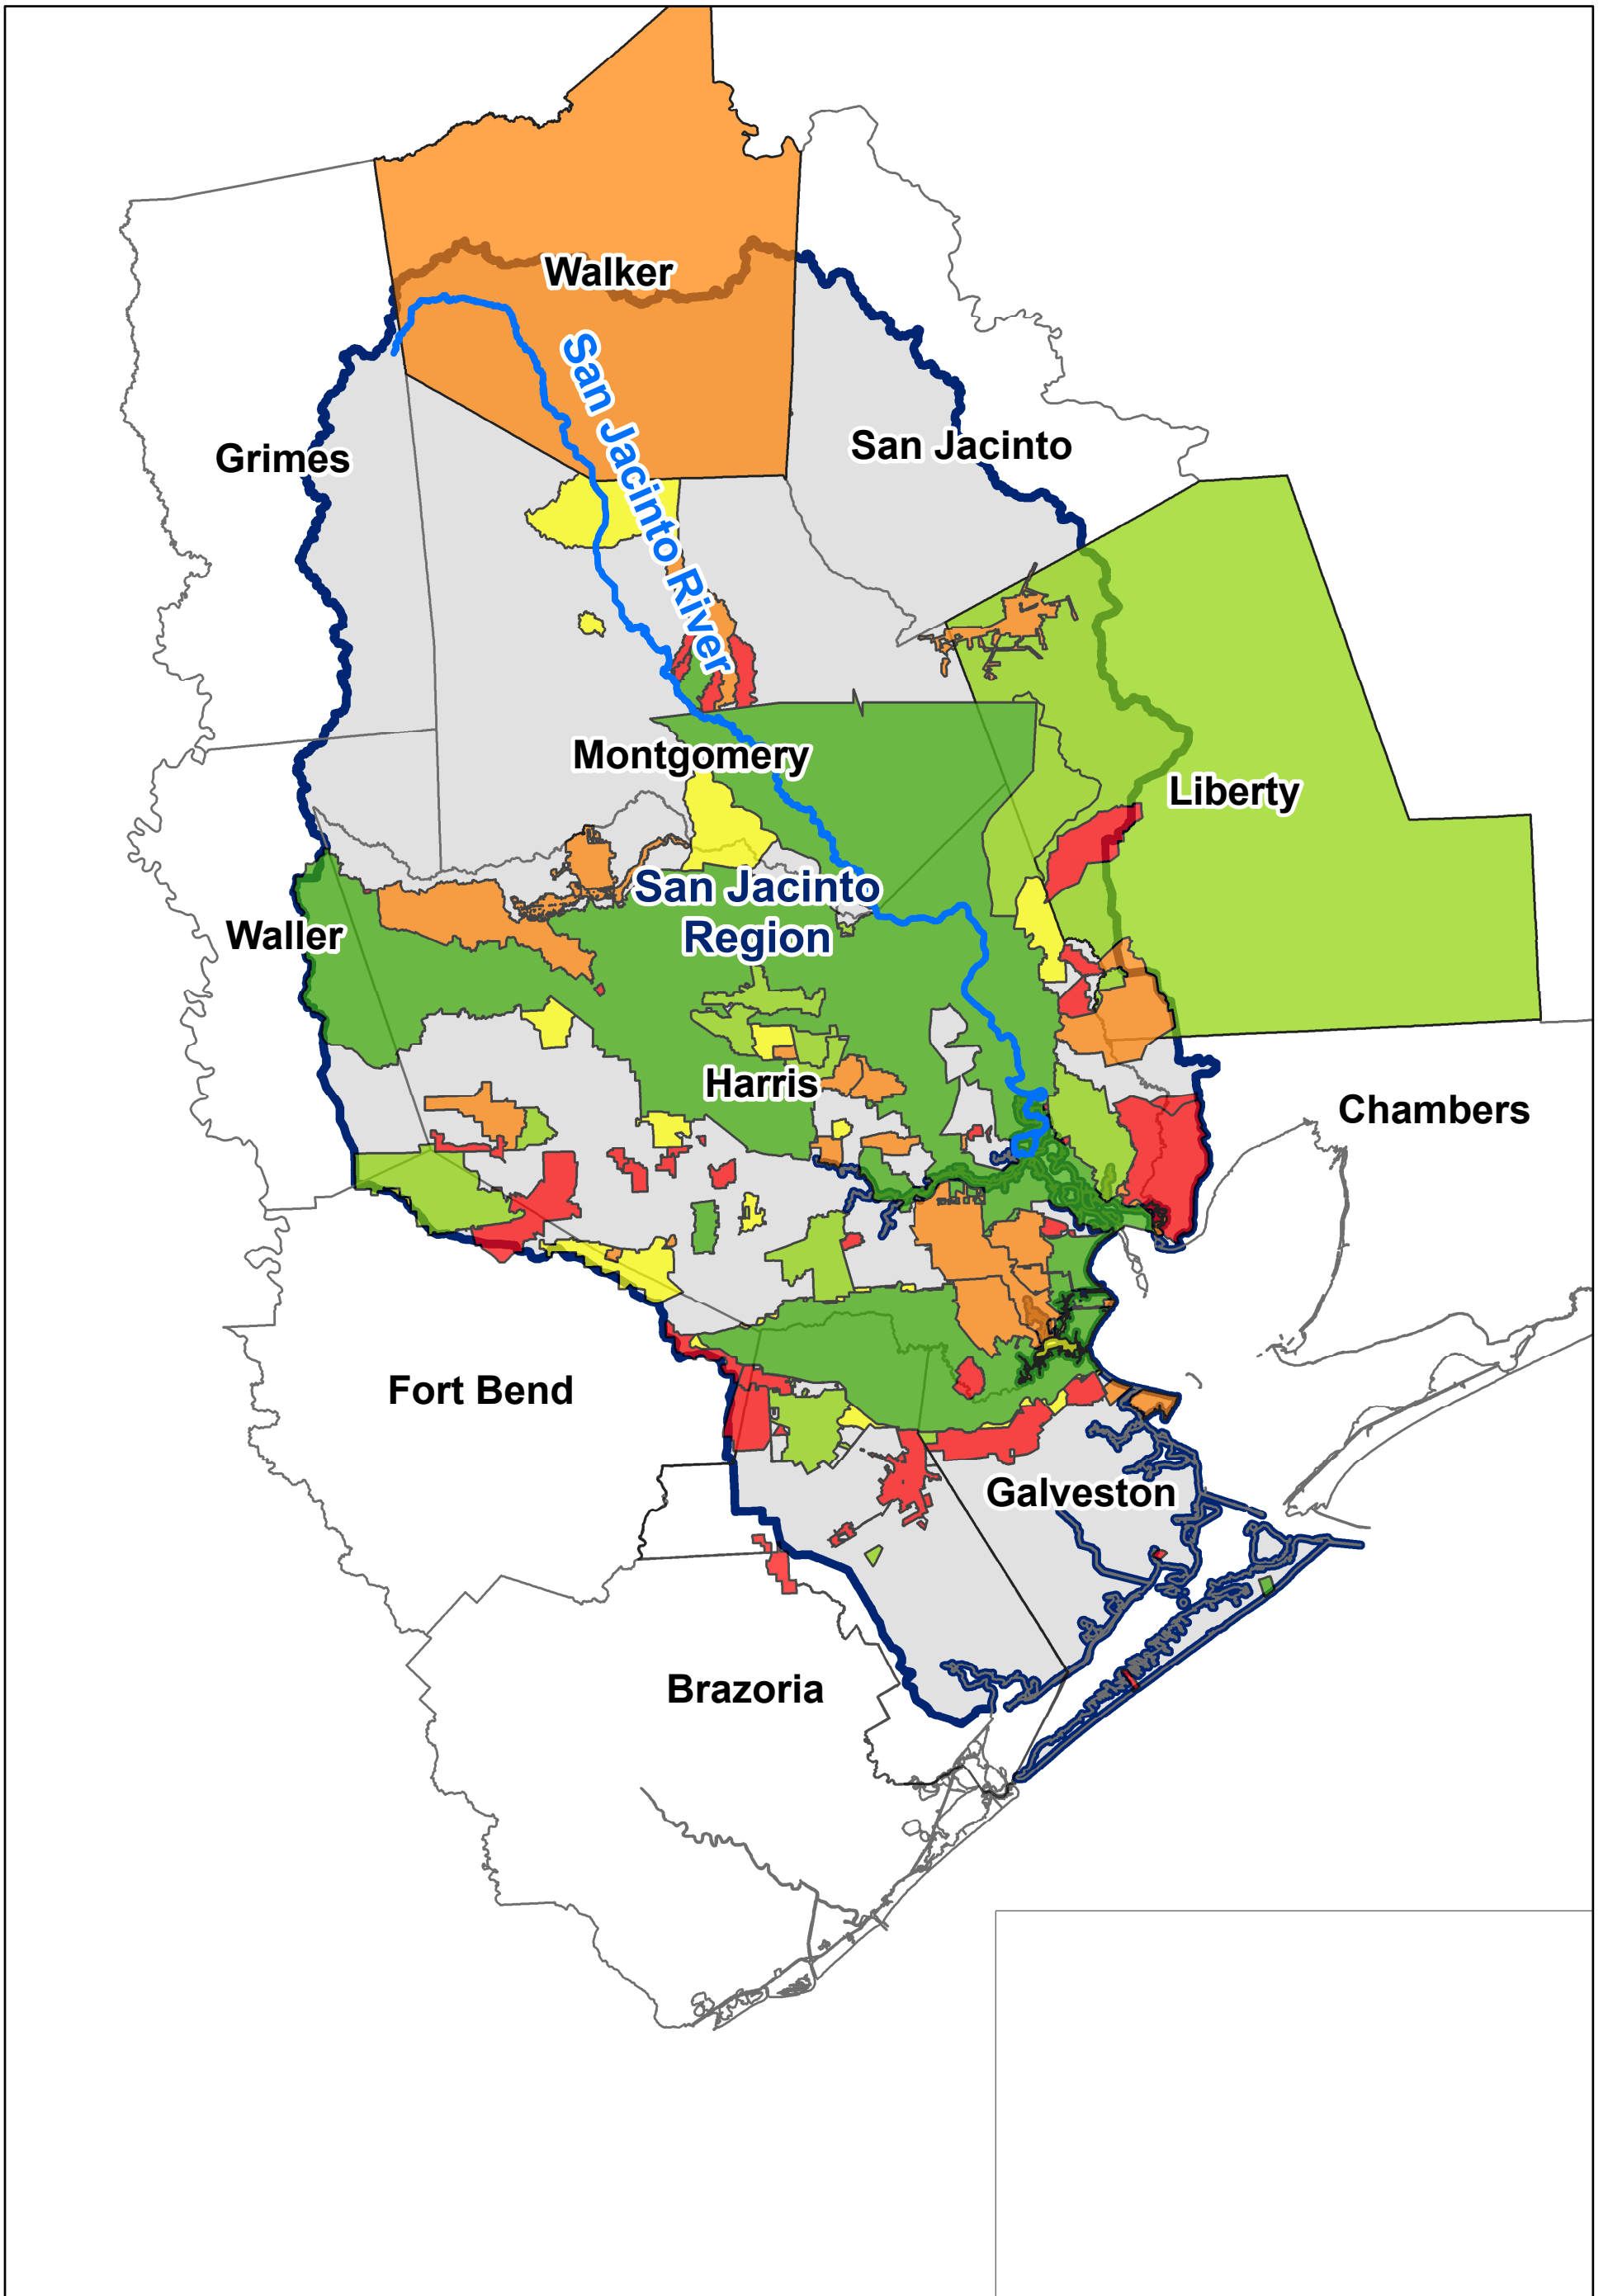 Walker
San Jacinto River
Grimes
San Jacinto
Montgomery
Liberty
San Jacinto
Region
Waller
Harris
Chambers
Fort Bend
Galveston
Brazoria